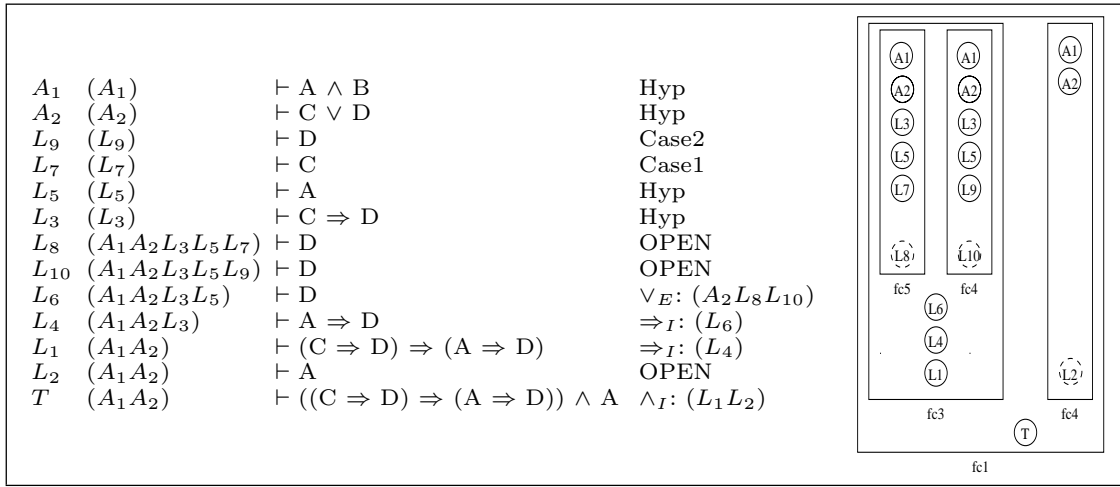 A₁ (A₁) ⊢ A ∧ B Hyp
A₂ (A₂) ⊢ C ∨ D Hyp
L₉ (L₉) ⊢ D Case2
L₇ (L₇) ⊢ C Case1
L₅ (L₅) ⊢ A Hyp
L₃ (L₃) ⊢ C ⇒ D Hyp
L₈ (A₁A₂L₃L₅L₇) ⊢ D OPEN
L₁₀ (A₁A₂L₃L₅L₉) ⊢ D OPEN
L₆ (A₁A₂L₃L₅) ⊢ D ∨E: (A₂L₈L₁₀)
L₄ (A₁A₂L₃) ⊢ A ⇒ D ⇒I: (L₆)
L₁ (A₁A₂) ⊢ (C ⇒ D) ⇒ (A ⇒ D) ⇒I: (L₄)
L₂ (A₁A₂) ⊢ A OPEN
T (A₁A₂) ⊢ ((C ⇒ D) ⇒ (A ⇒ D)) ∧ A ∧I: (L₁L₂)
A1 A1 A1
A2 A2 A2
L3 L3
L5 L5
L7 L9
L8 L10
fc5 fc4
L6
L4
L1 L2
fc3 fc4
T
fc1